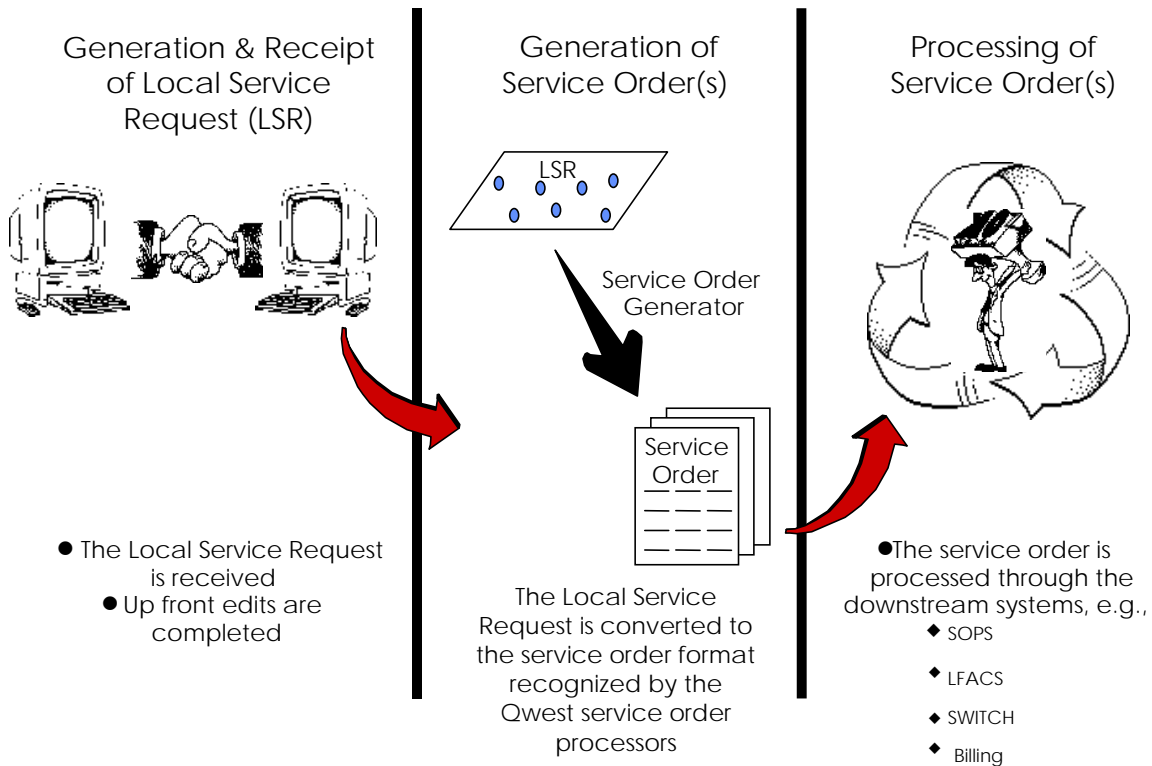 Generation & Receipt
of Local Service
Request (LSR)
● The Local Service Request
is received
● Up front edits are
completed
Generation of
Service Order(s)
LSR
Service Order
Generator
Service
Order
The Local Service
Request is converted to
the service order format
recognized by the
Qwest service order
processors
Processing of
Service Order(s)
●The service order is
processed through the
downstream systems, e.g.,
◆ SOPS
◆ LFACS
◆ SWITCH
◆ Billing